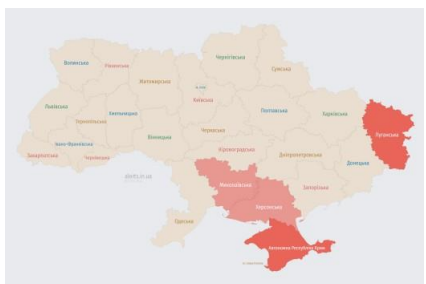 Чернігівська
Волинська
Рівненська
Житомирська
Сумська
м. Київ
Київська
Львівська
Тернопільська
Хмельницька
Полтавська
Харківська
Луганська
Вінницька
Черкаська
Івано-Франківська
Закарпатська
Чернівецька
Кіровоградська
Дніпропетровська
Донецька
Миколаївська
Запорізька
Херсонська
alerts.in.ua
Одеська
Автономна Республіка Крим